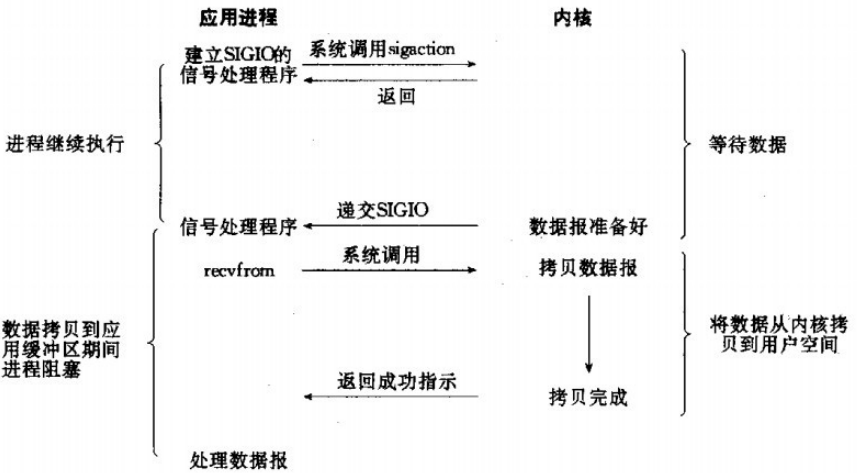 应用进程
内核
建立SIGIO的
信号处理程序
系统调用sigaction
返回
进程继续执行
等待数据
递交SIGIO
信号处理程序
数据报准备好
系统调用
recvfrom
拷贝数据报
数据拷贝到应
用缓冲区期间
进程阻塞
将数据从内核拷
贝到用户空间
返回成功指示
拷贝完成
处理数据报